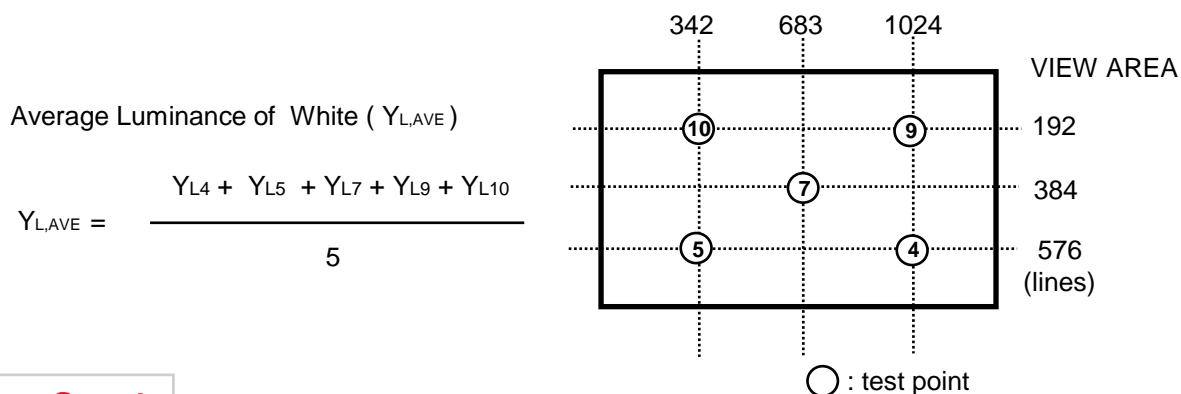 342 683 1024
VIEW AREA
Average Luminance of White ( YL,AVE )
10 9 192
YL4 + YL5 + YL7 + YL9 + YL10
7 384
YL,AVE =
5
5 4 576
(lines)
: test point